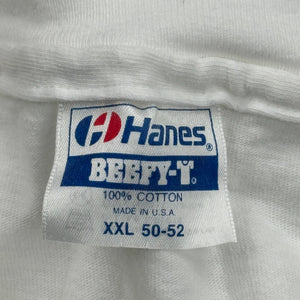 Hanes®
BEEFY-T®
100% COTTON
MADE IN U.S.A.
XXL 50-52